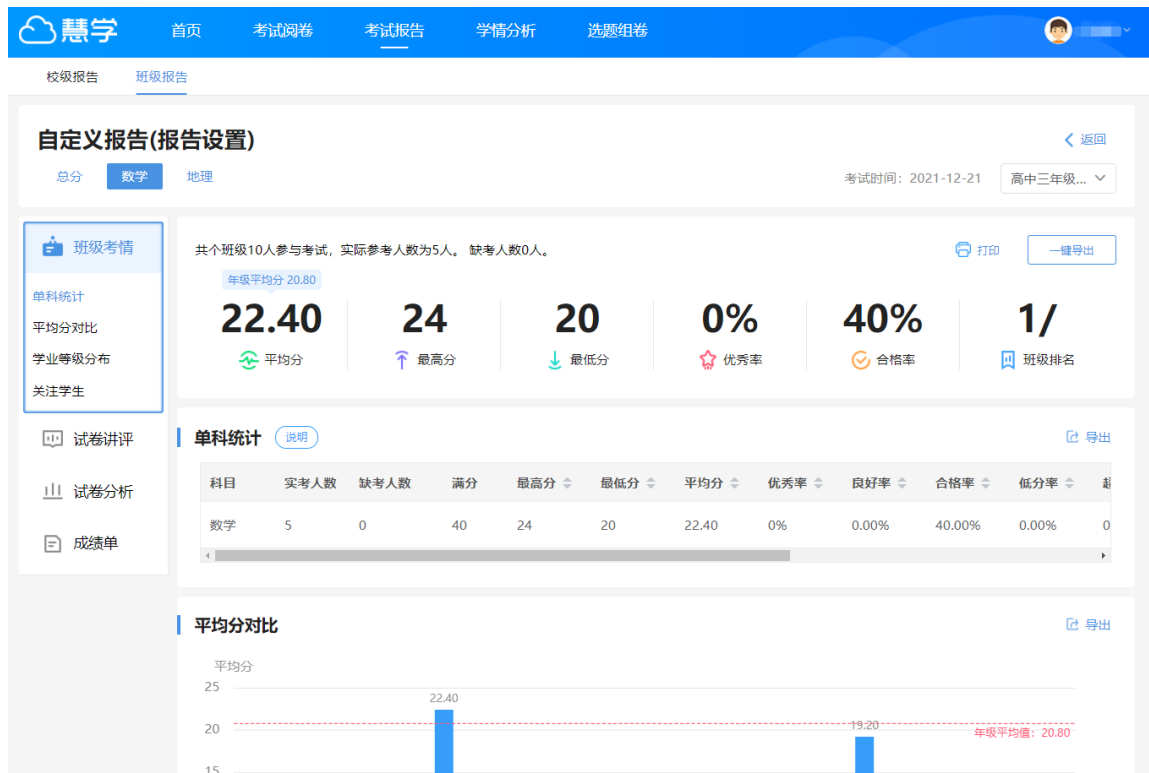 慧学 首页 考试阅卷 考试报告 学情分析 选题组卷
校级报告 班级报告
自定义报告(报告设置)
返回
总分 数学 地理
考试时间：2021-12-21 高中三年级...
班级考情
单科统计
平均分对比
学业等级分布
关注学生
试卷讲评
试卷分析
成绩单
共个班级10人参与考试，实际参考人数为5人。 缺考人数0人。
打印 一键导出
年级平均分 20.80
22.40 24 20 0% 40% 1/
平均分 最高分 最低分 优秀率 合格率 班级排名
单科统计 说明 导出
科目 实考人数 缺考人数 满分 最高分 最低分 平均分 优秀率 良好率 合格率 低分率
数学 5 0 40 24 20 22.40 0% 0.00% 40.00% 0.00% 0
平均分对比 导出
平均分
25
22.40
20
19.20
年级平均值：20.80
15